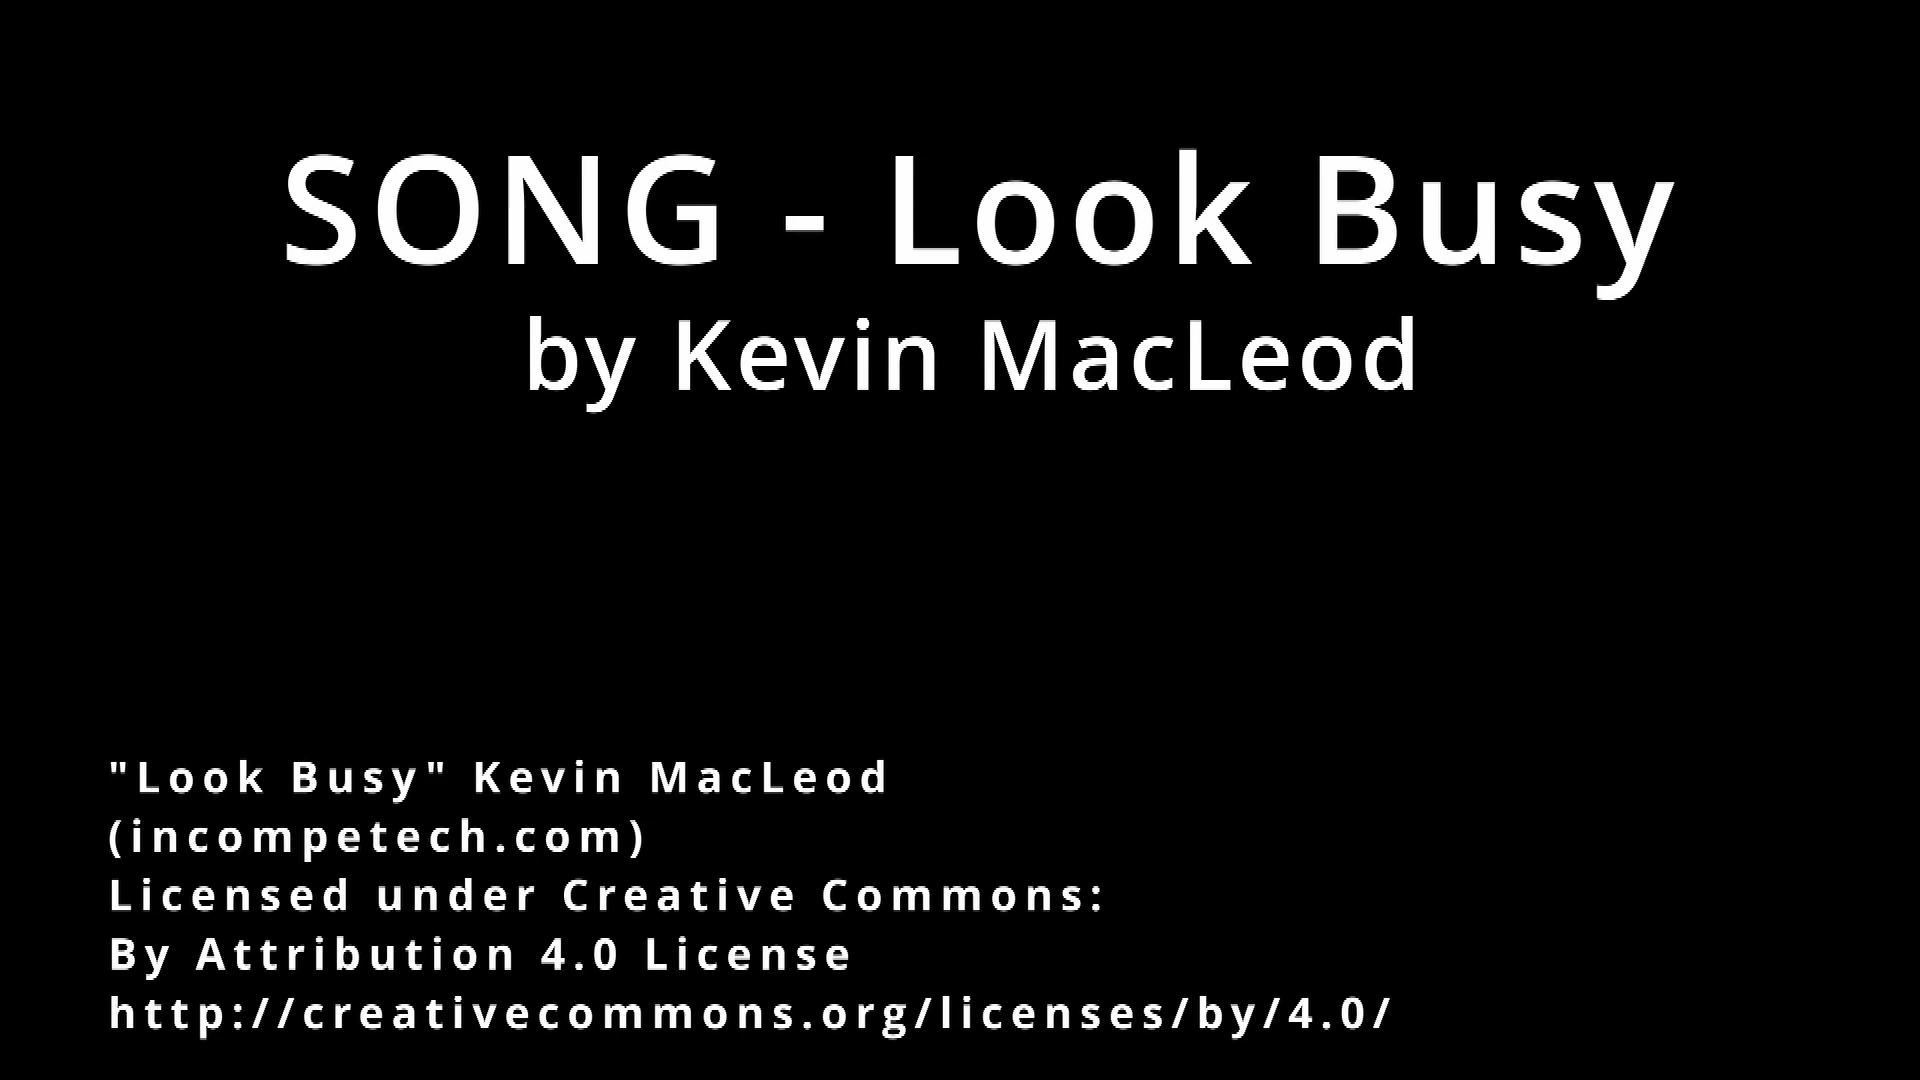 SONG - Look Busy
by Kevin MacLeod
"Look Busy" Kevin MacLeod
(incompetech.com)
Licensed under Creative Commons:
By Attribution 4.0 License
http://creativecommons.org/licenses/by/4.0/